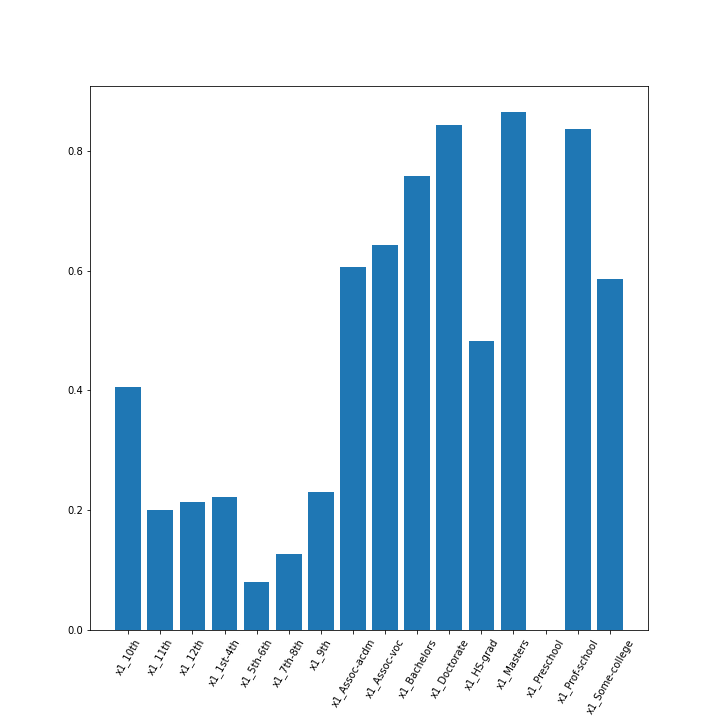 0.8
0.6
0.4
0.2
0.0
x1_10th
x1_11th
x1_12th
x1_1st-4th
x1_5th-6th
x1_7th-8th
x1_9th
x1_Assoc-acdm
x1_Assoc-voc
x1_Bachelors
x1_Doctorate
x1_HS-grad
x1_Masters
x1_Preschool
x1_Prof-school
x1_Some-college